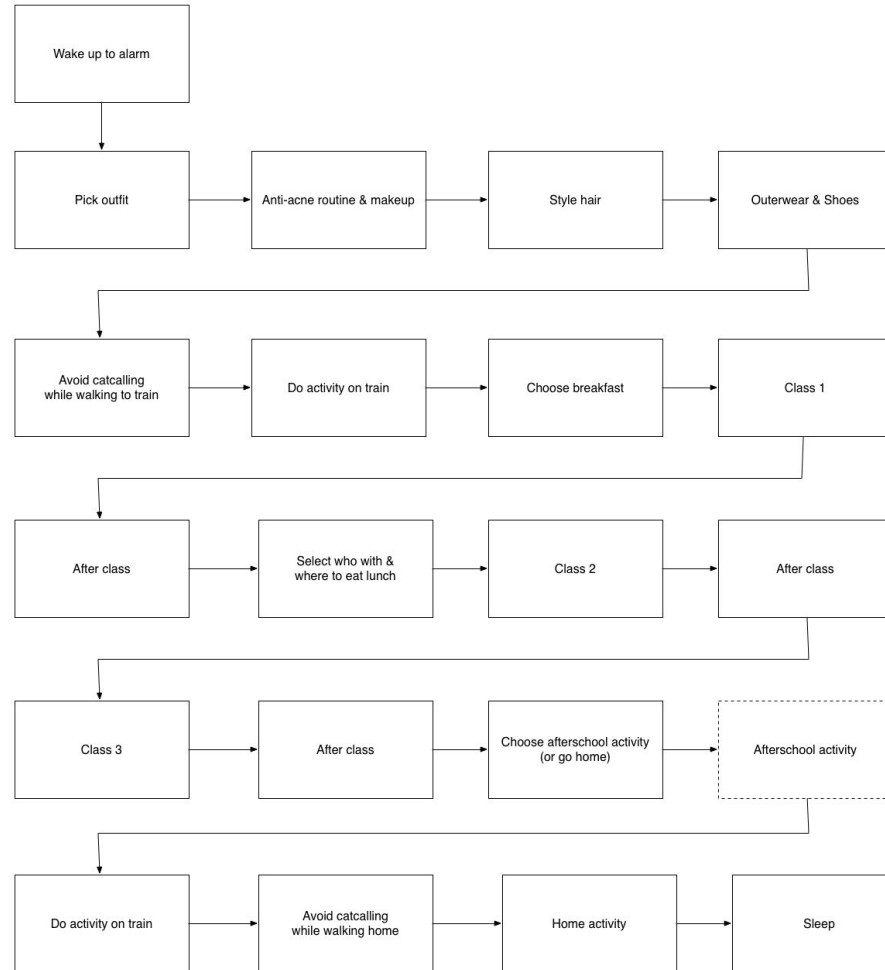 Wake up to alarm
Pick outfit
Anti-acne routine & makeup
Style hair
Outerwear & Shoes
Avoid catcalling
while walking to train
Do activity on train
Choose breakfast
Class 1
After class
Select who with &
where to eat lunch
Class 2
After class
Class 3
After class
Choose afterschool activity
(or go home)
Afterschool activity
Do activity on train
Avoid catcalling
while walking home
Home activity
Sleep